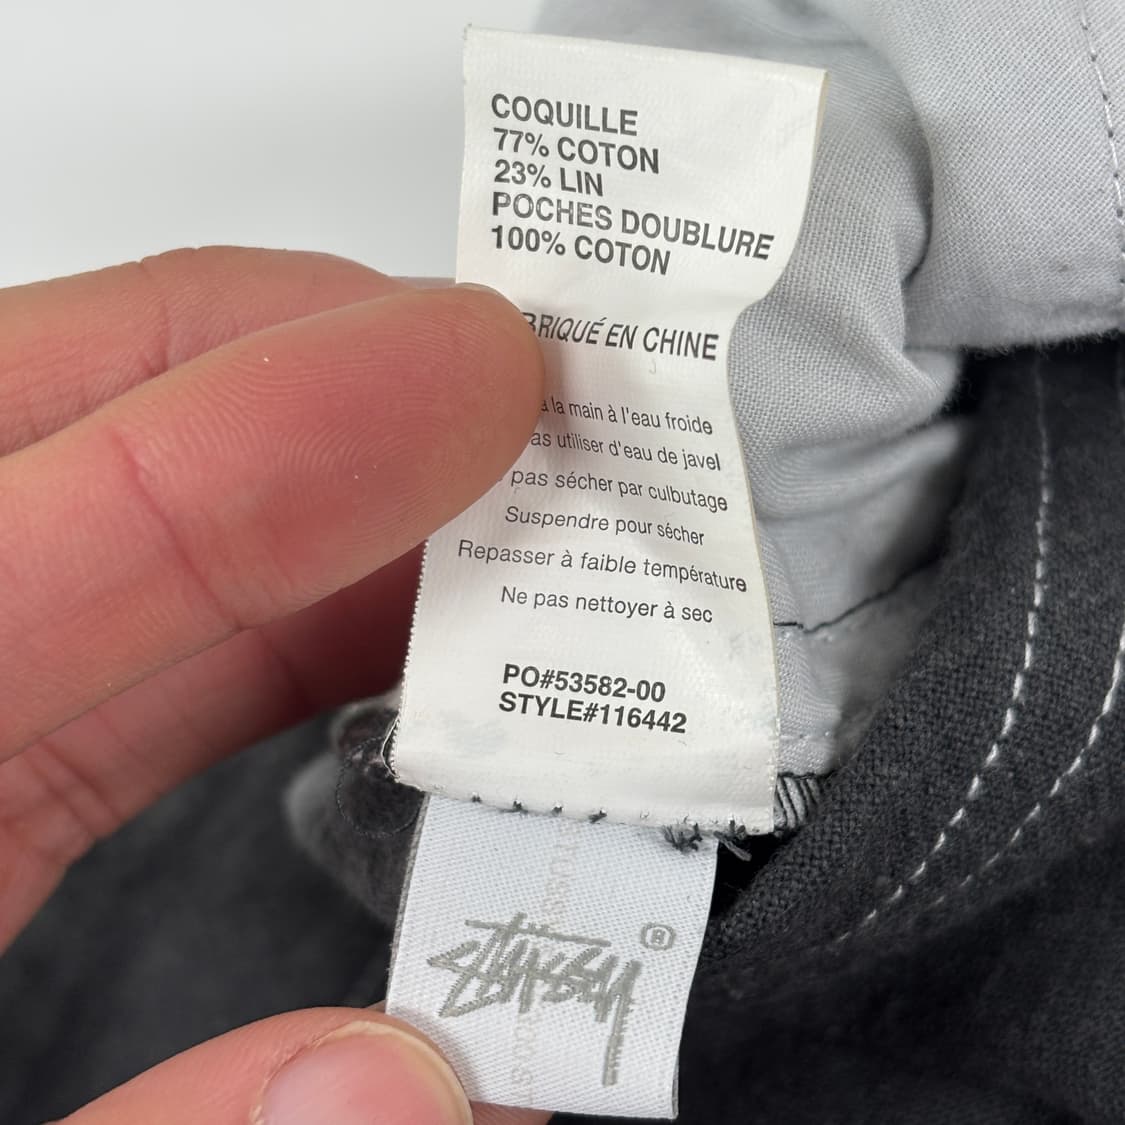 COQUILLE
77% COTON
23% LIN
POCHES DOUBLURE
100% COTON
BRIQUÉ EN CHINE
à la main à l'eau froide
as utiliser d'eau de javel
pas sécher par culbutage
Suspendre pour sécher
Repasser à faible température
Ne pas nettoyer à sec
PO#53582-00
STYLE#116442
STÜSSY ®